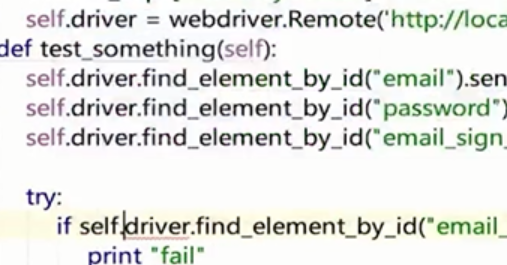 self.driver = webdriver.Remote('http://loca
def test_something(self):
self.driver.find_element_by_id("email").sen
self.driver.find_element_by_id("password")
self.driver.find_element_by_id("email_sign_
try:
if self.driver.find_element_by_id("email_
print "fail"